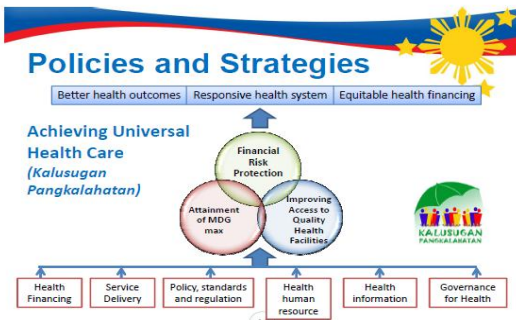 Policies and Strategies
Better health outcomes
Responsive health system
Equitable health financing
Achieving Universal
Health Care
(Kalusugan
Pangkalahatan)
Financial
Risk
Protection
Attainment
of MDG
max
Improving
Access to
Quality
Health
Facilities
KALUSUGAN
PANGKALAHATAN
Health
Financing
Service
Delivery
Policy, standards
and regulation
Health
human
resource
Health
information
Governance
for Health